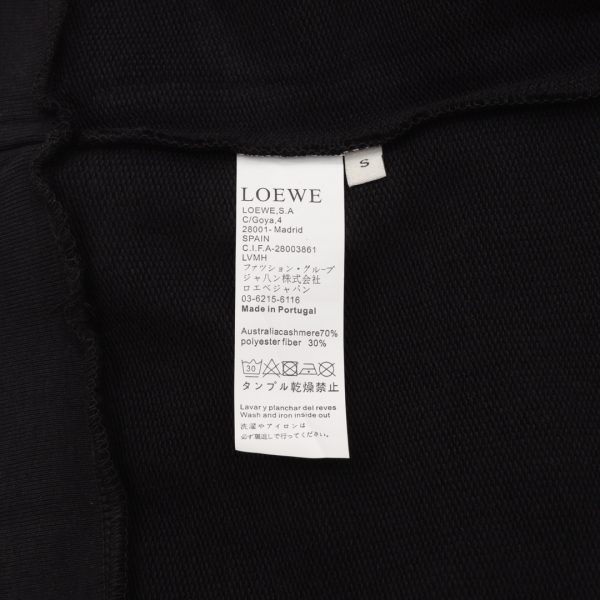 S
LOEWE
LOEWE,S.A
C/Goya,4
28001- Madrid
SPAIN
C.I.F.A-28003861
LVMH
ファツション・グループ
ジャハン株式会社
ロエベジャパン
03-6215-6116
Made in Portugal
Australiacashmere70%
polyester fiber 30%
30
タンプル乾燥禁止
Lavar y planchar del reves
Wash and iron inside out
洗濯やアイロンは
必ず裏返しで行ってください。